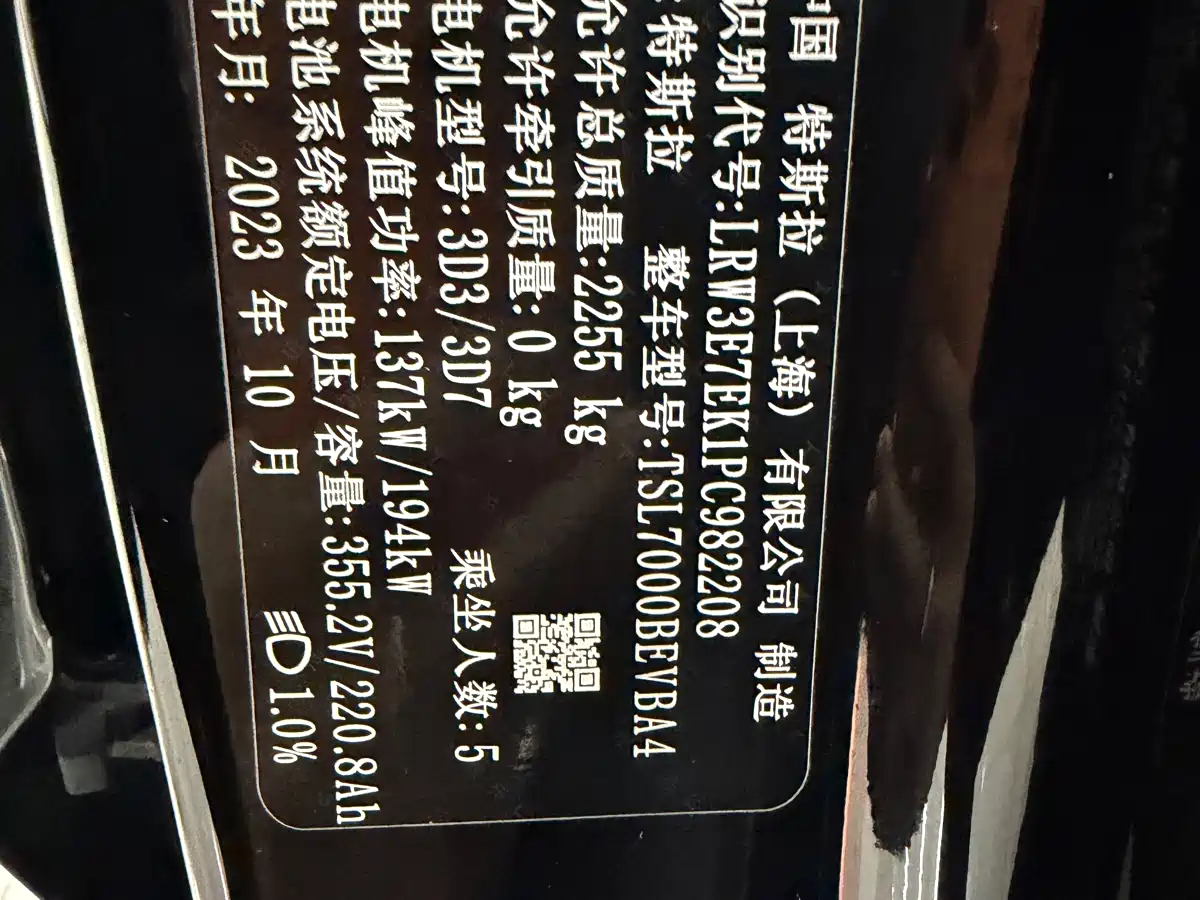 中国 特斯拉（上海）有限公司 制造
识别代号:LRW3E7EK1PC982208
:特斯拉 整车型号:TSL7000BEVBA4
允许总质量:2255 kg
允许牵引质量: 0 kg
电机型号:3D3/3D7 乘坐人数: 5
电机峰值功率:137kW/194kW
电池系统额定电压/容量:355.2V/220.8Ah
年月: 2023 年 10 月 1.0%